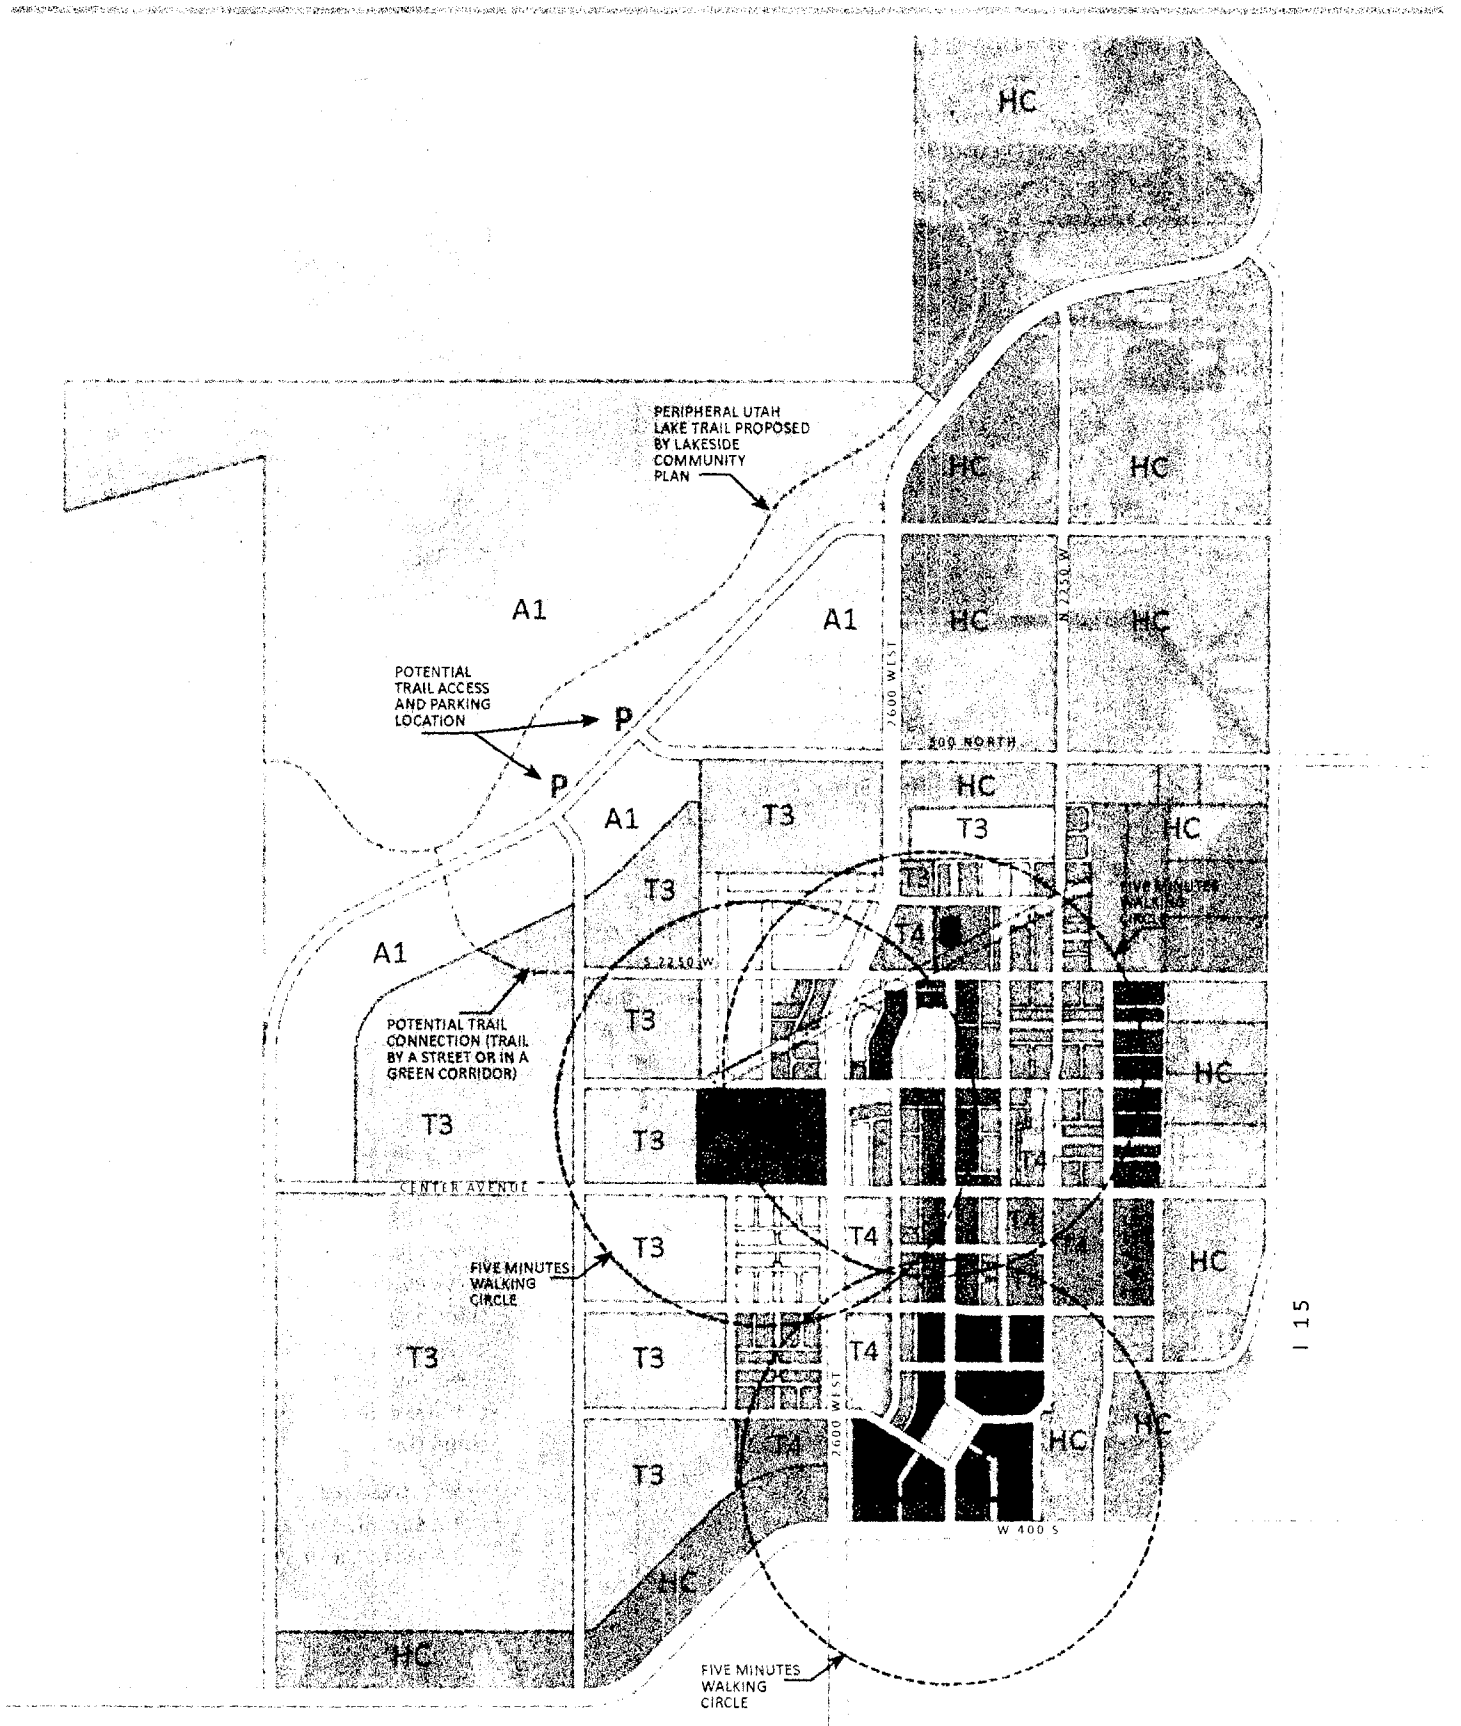 HC
PERIPHERAL UTAH
LAKE TRAIL PROPOSED
BY LAKESIDE
COMMUNITY
PLAN
HC
HC
A1
A1
HC
HC
N 2250 W
2600 WEST
POTENTIAL
TRAIL ACCESS
AND PARKING
LOCATION
P
P
300 NORTH
HC
A1
T3
T3
HC
T3
T3
FIVE MINUTES
WALKING
CIRCLE
T4
A1
S 2250 W
T3
POTENTIAL TRAIL
CONNECTION (TRAIL
BY A STREET OR IN A
GREEN CORRIDOR)
HC
T3
T3
T4
CENTER AVENUE
T4
T4
T4
T3
HC
FIVE MINUTES
WALKING
CIRCLE
I 15
T3
T3
T4
2600 WEST
T4
HC
HC
T3
W 400 S
HC
HC
FIVE MINUTES
WALKING
CIRCLE